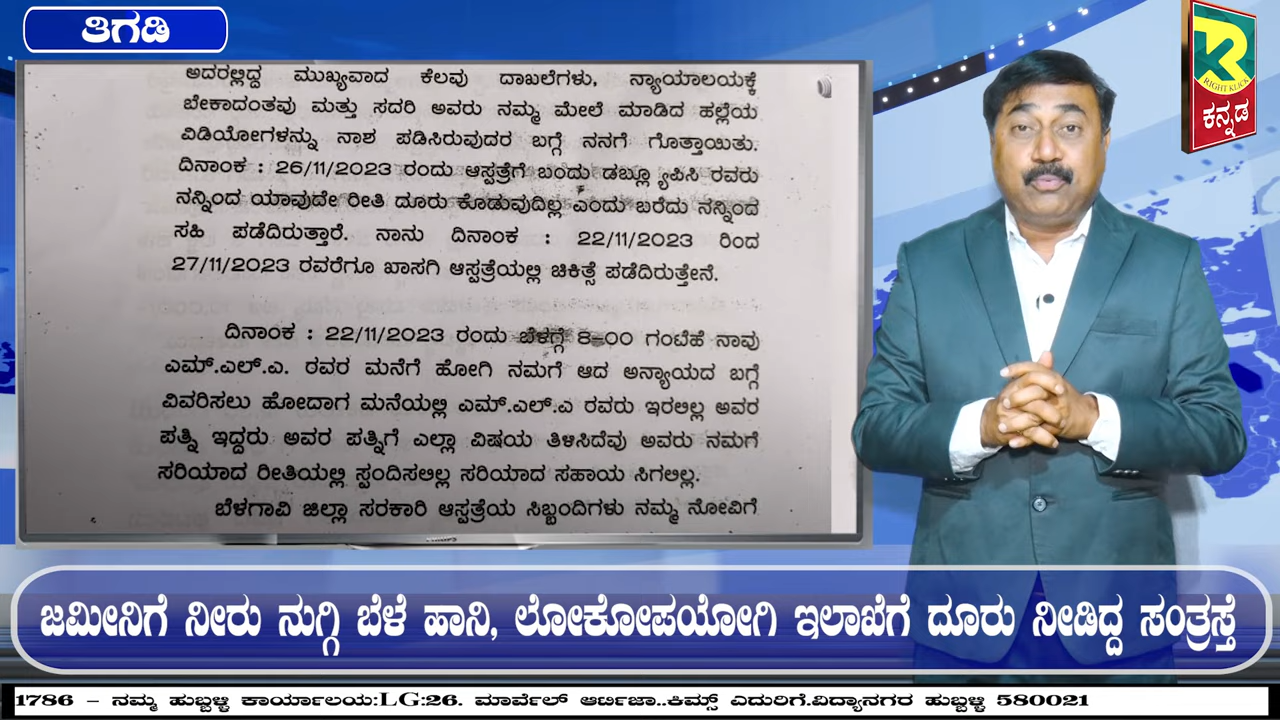 ತಿಗಡಿ
RIGHT KLICK
ಕನ್ನಡ
ಅದರಲ್ಲಿದ್ದ ಮುಖ್ಯವಾದ ಕೆಲವು ದಾಖಲೆಗಳು, ನ್ಯಾಯಾಲಯಕ್ಕೆ
ಬೇಕಾದಂತವು ಮತ್ತು ಸದರಿ ಅವರು ನಮ್ಮ ಮೇಲೆ ಮಾಡಿದ ಹಲ್ಲೆಯ
ವಿಡಿಯೋಗಳನ್ನು ನಾಶ ಪಡಿಸಿರುವುದರ ಬಗ್ಗೆ ನನಗೆ ಗೊತ್ತಾಯಿತು.
ದಿನಾಂಕ : 26/11/2023 ರಂದು ಆಸ್ಪತ್ರೆಗೆ ಬಂದು ಡಬ್ಲ್ಯೂಪಿಸಿ ರವರು
ನನ್ನಿಂದ ಯಾವುದೇ ರೀತಿ ದೂರು ಕೊಡುವುದಿಲ್ಲ ಎಂದು ಬರೆದು ನನ್ನಿಂದ
ಸಹಿ ಪಡೆದಿರುತ್ತಾರೆ. ನಾನು ದಿನಾಂಕ : 22/11/2023 ರಿಂದ
27/11/2023 ರವರೆಗೂ ಖಾಸಗಿ ಆಸ್ಪತ್ರೆಯಲ್ಲಿ ಚಿಕಿತ್ಸೆ ಪಡೆದಿರುತ್ತೇನೆ.
ದಿನಾಂಕ : 22/11/2023 ರಂದು ಬೆಳಗ್ಗೆ 8-00 ಗಂಟೆಹೆ ನಾವು
ಎಮ್.ಎಲ್.ಎ. ರವರ ಮನೆಗೆ ಹೋಗಿ ನಮಗೆ ಆದ ಅನ್ಯಾಯದ ಬಗ್ಗೆ
ವಿವರಿಸಲು ಹೋದಾಗ ಮನೆಯಲ್ಲಿ ಎಮ್.ಎಲ್.ಎ ರವರು ಇರಲಿಲ್ಲ ಅವರ
ಪತ್ನಿ ಇದ್ದರು ಅವರ ಪತ್ನಿಗೆ ಎಲ್ಲಾ ವಿಷಯ ತಿಳಿಸಿದೆವು ಅವರು ನಮಗೆ
ಸರಿಯಾದ ರೀತಿಯಲ್ಲಿ ಸ್ಪಂದಿಸಲಿಲ್ಲ ಸರಿಯಾದ ಸಹಾಯ ಸಿಗಲಿಲ್ಲ.
ಬೆಳಗಾವಿ ಜಿಲ್ಲಾ ಸರಕಾರಿ ಆಸ್ಪತ್ರೆಯ ಸಿಬ್ಬಂದಿಗಳು ನಮ್ಮ ನೋವಿಗೆ
ಜಮೀನಿಗೆ ನೀರು ನುಗ್ಗಿ ಬೆಳೆ ಹಾನಿ, ಲೋಕೋಪಯೋಗಿ ಇಲಾಖೆಗೆ ದೂರು ನೀಡಿದ್ದ ಸಂತ್ರಸ್ತೆ
1786 - ನಮ್ಮ ಹುಬ್ಬಳ್ಳಿ ಕಾರ್ಯಾಲಯ:LG:26. ಮಾರ್ವೆಲ್ ಆರ್ಟಿಜಾ..ಕಿಮ್ಸ್ ಎದುರಿಗೆ.ವಿದ್ಯಾನಗರ ಹುಬ್ಬಳ್ಳಿ 580021